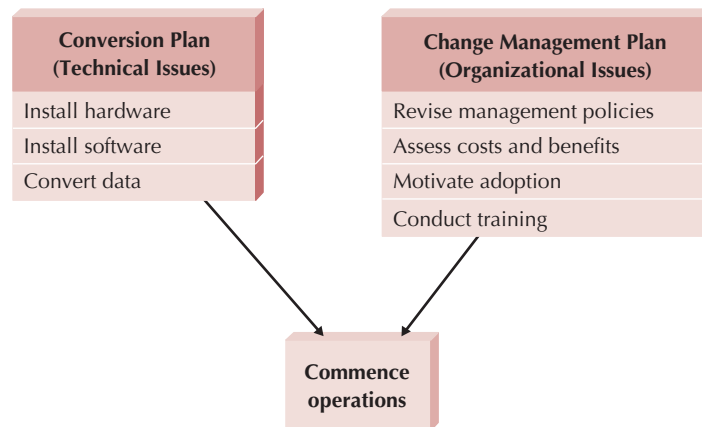 Conversion Plan
(Technical Issues)
Install hardware
Install software
Convert data
Change Management Plan
(Organizational Issues)
Revise management policies
Assess costs and benefits
Motivate adoption
Conduct training
Commence
operations